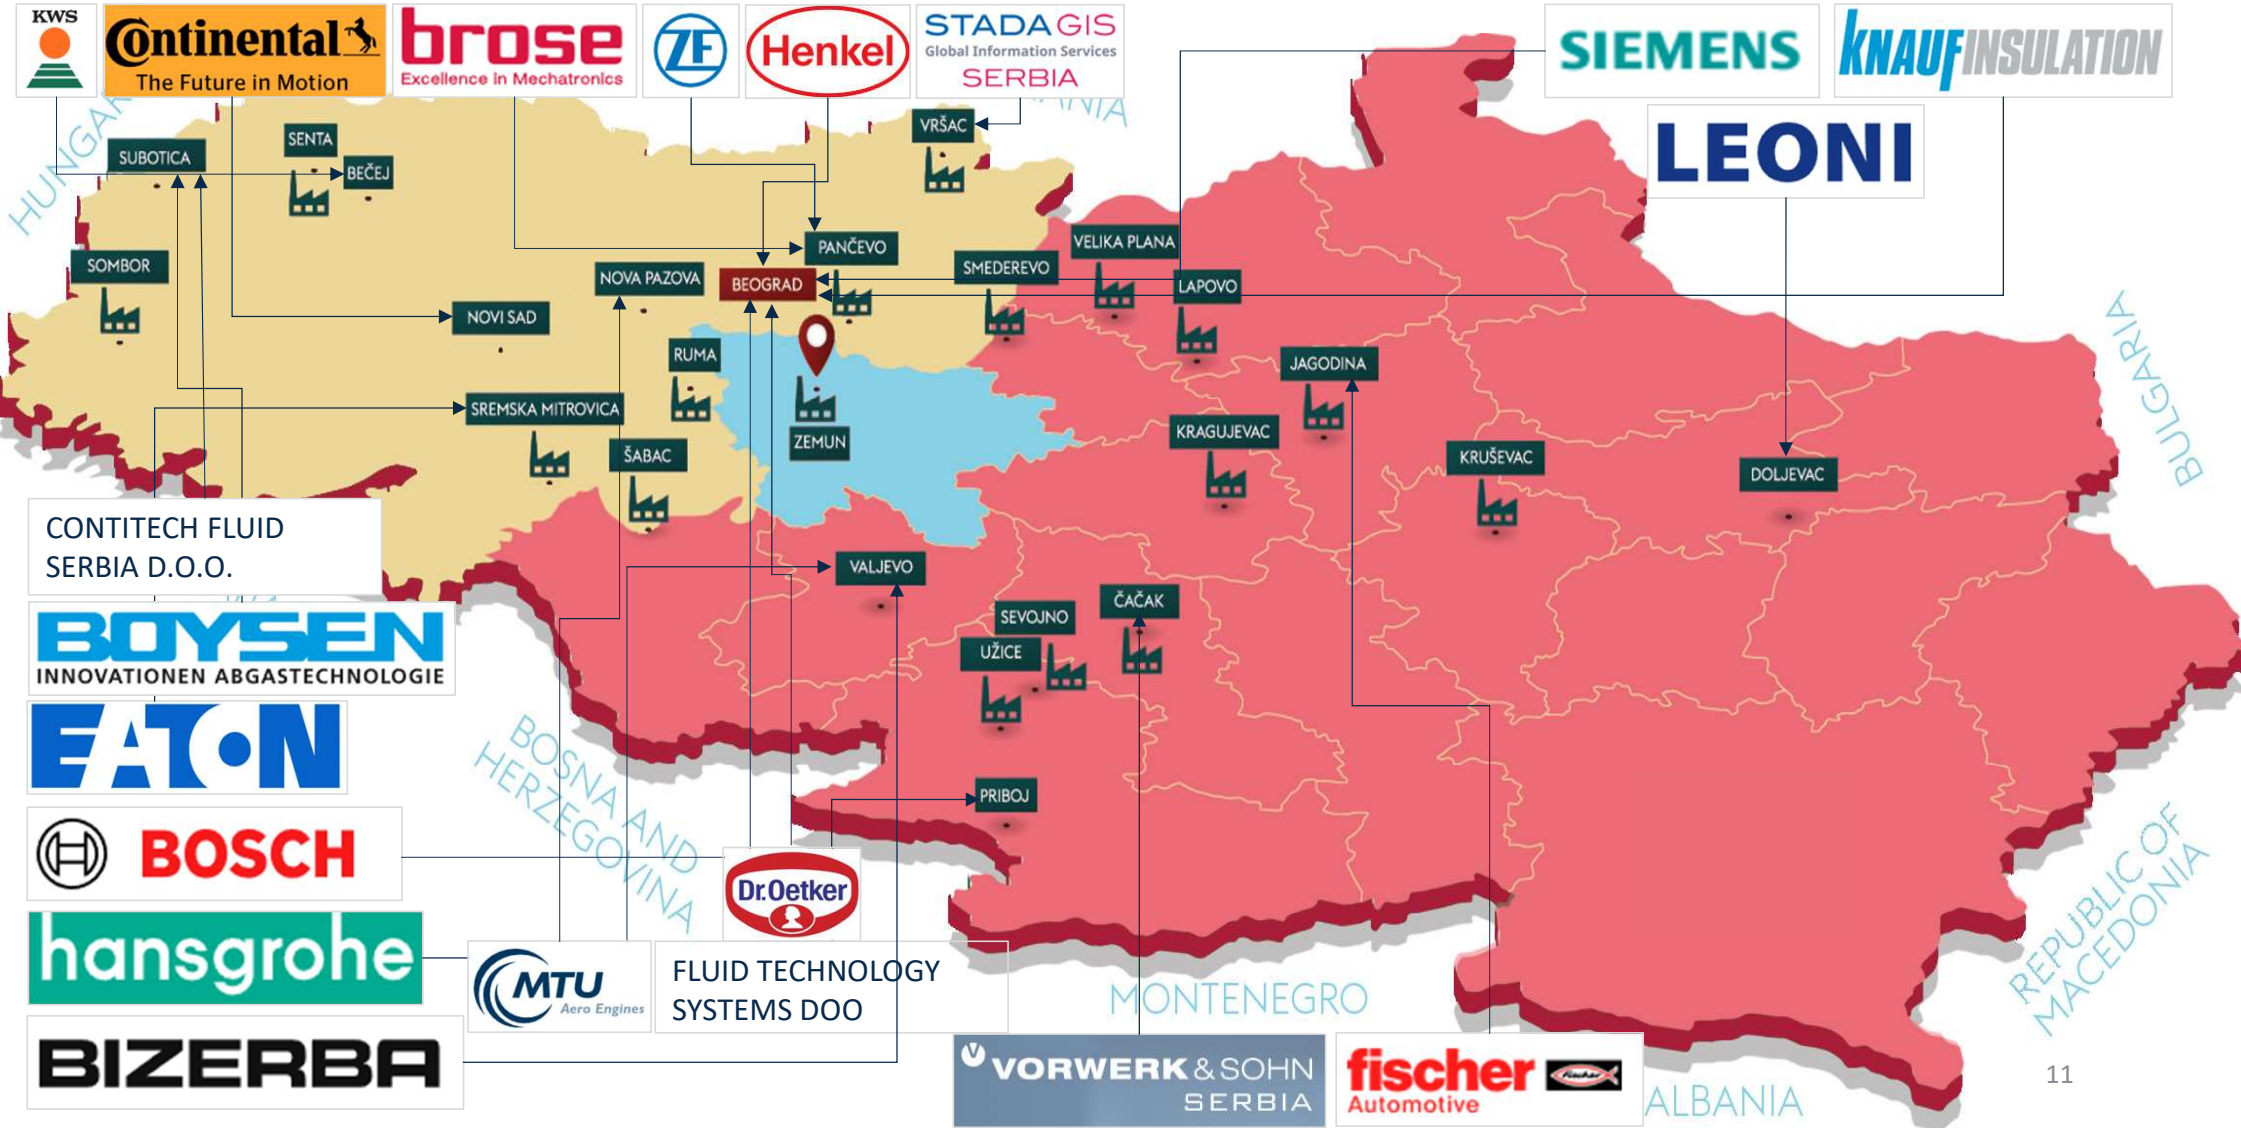 KWS
Continental
The Future in Motion
brose
Excellence in Mechatronics
ZF
Henkel
STADA GIS
Global Information Services
SERBIA
SIEMENS
KNAUFINSULATION
LEONI
SUBOTICA
SENTA
BEČEJ
VRŠAC
SOMBOR
NOVI SAD
NOVA PAZOVA
BEOGRAD
PANČEVO
SMEDEREVO
VELIKA PLANA
LAPOVO
RUMA
JAGODINA
SREMSKA MITROVICA
ŠABAC
ZEMUN
KRAGUJEVAC
KRUŠEVAC
DOLJEVAC
BULGARIA
CONTITECH FLUID
SERBIA D.O.O.
VALJEVO
SEVOJNO
ČAČAK
UŽICE
PRIBOJ
BOYSEN
INNOVATIONEN ABGASTECHNOLOGIE
EATON
BOSNA AND
HERZEGOVINA
BOSCH
Dr.Oetker
hansgrohe
MTU
Aero Engines
FLUID TECHNOLOGY
SYSTEMS DOO
MONTENEGRO
REPUBLIC OF
MACEDONIA
BIZERBA
VORWERK & SOHN
SERBIA
fischer
Automotive
fischer
ALBANIA
11